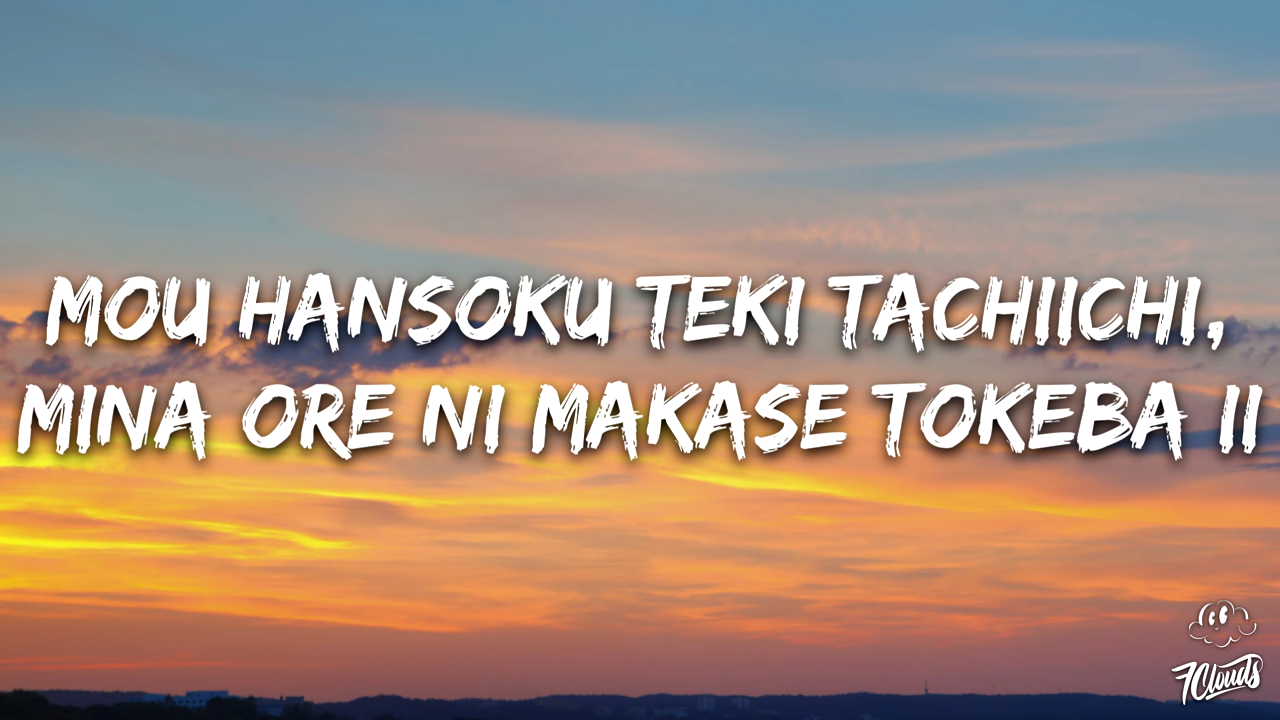 MOU HANSOKU TEKI TACHIICHI,
MINA ORE NI MAKASE TOKEBA II
7Clouds